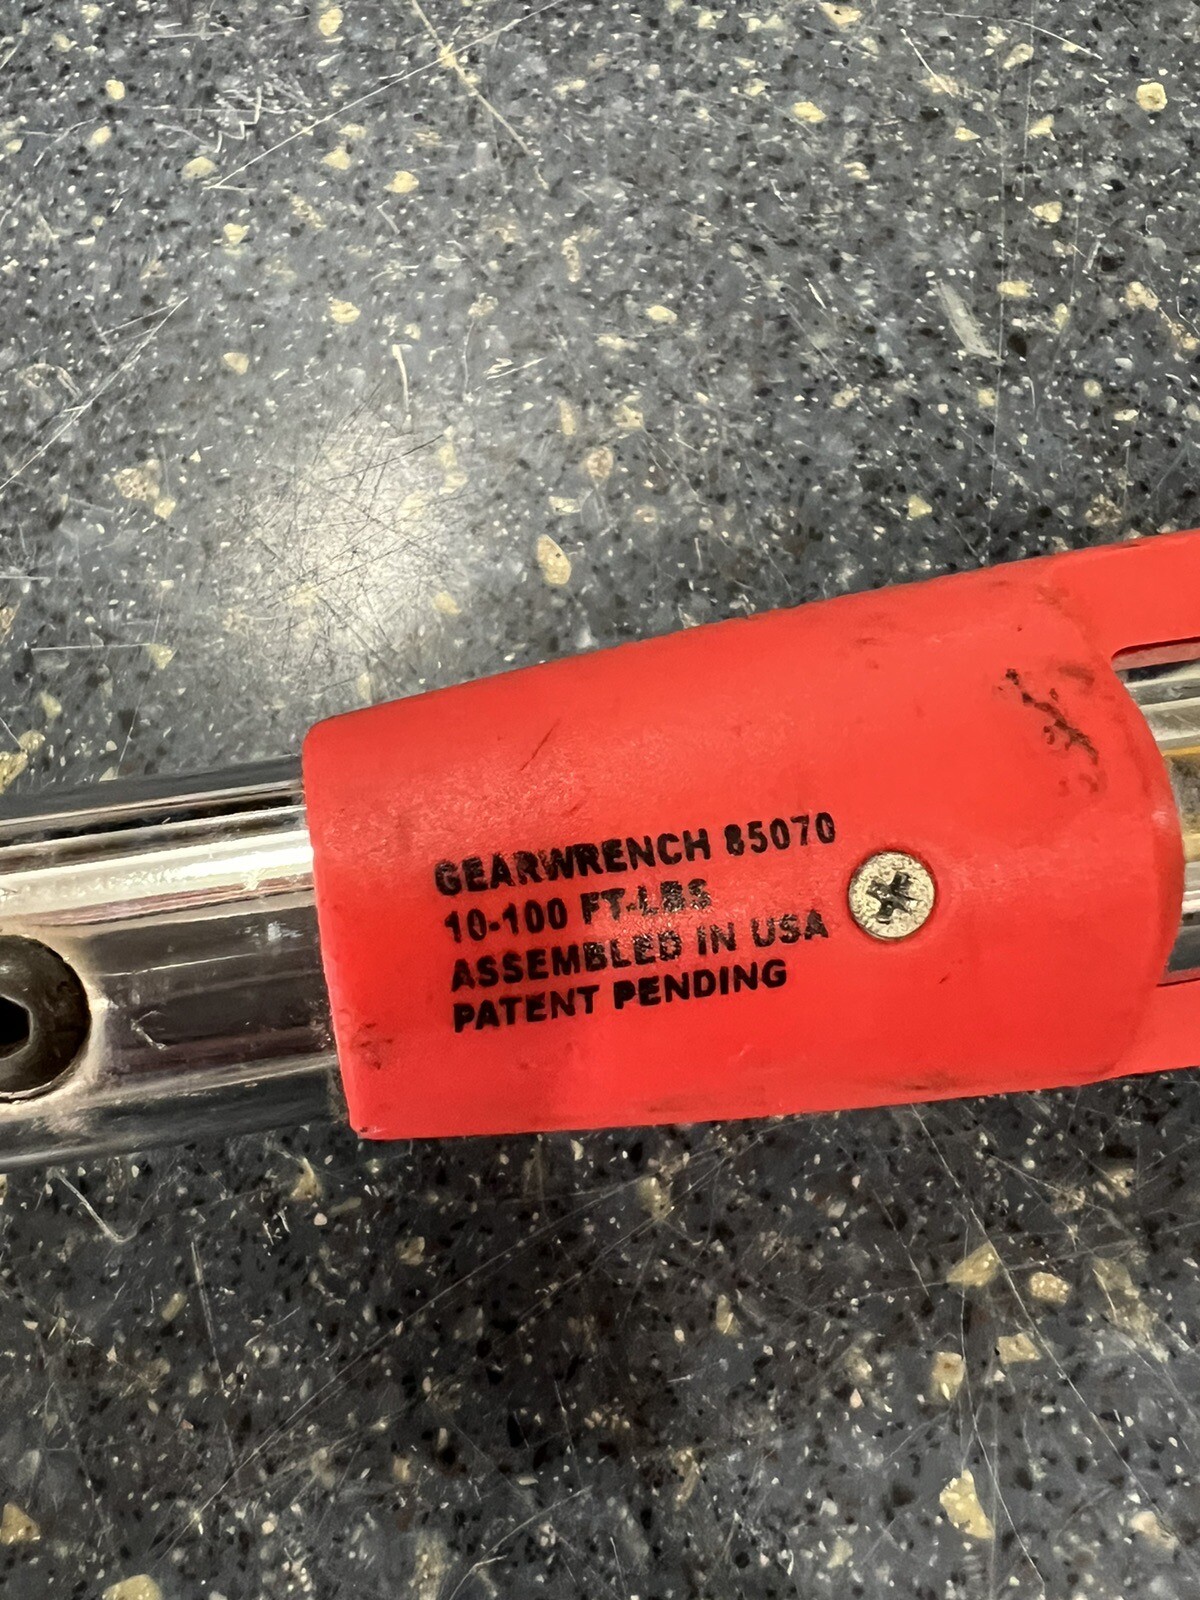 GEARWRENCH 85070
10-100 FT-LBS
ASSEMBLED IN USA
PATENT PENDING